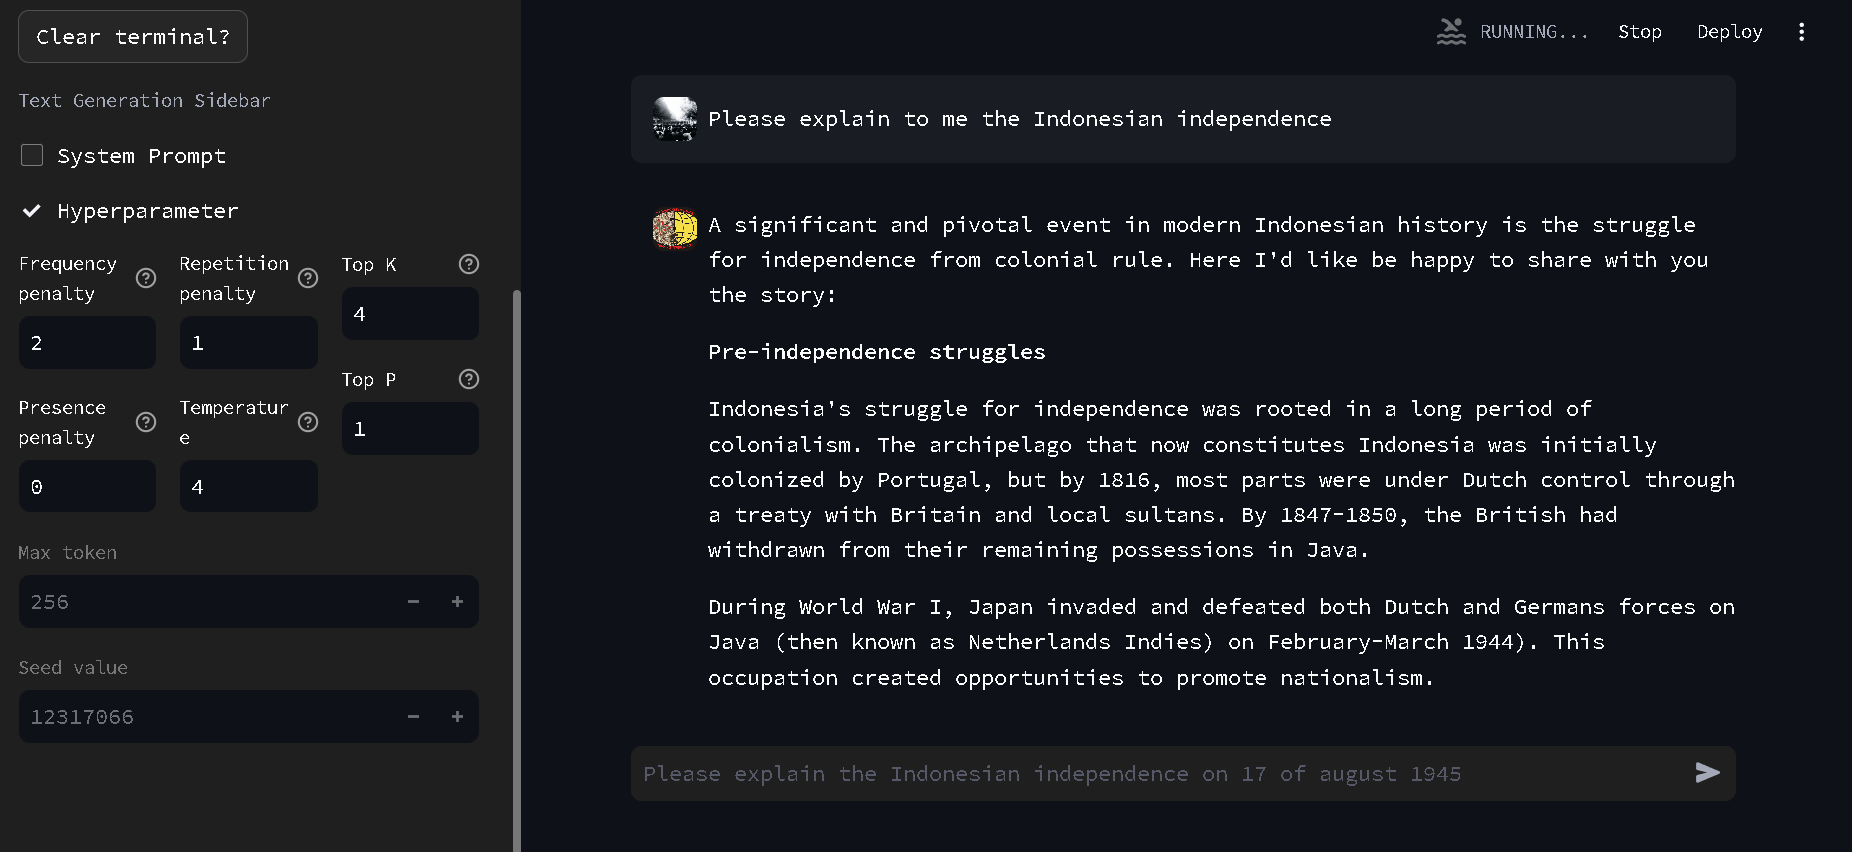 Clear terminal?
Text Generation Sidebar
System Prompt
Hyperparameter
Frequency
penalty
2
Repetition
penalty
1
Top K
4
Presence
penalty
0
Temperatur
e
4
Top P
1
Max token
256
Seed value
12317066
RUNNING...
Stop
Deploy
Please explain to me the Indonesian independence
A significant and pivotal event in modern Indonesian history is the struggle
for independence from colonial rule. Here I'd like be happy to share with you
the story:
Pre-independence struggles
Indonesia's struggle for independence was rooted in a long period of
colonialism. The archipelago that now constitutes Indonesia was initially
colonized by Portugal, but by 1816, most parts were under Dutch control through
a treaty with Britain and local sultans. By 1847-1850, the British had
withdrawn from their remaining possessions in Java.
During World War I, Japan invaded and defeated both Dutch and Germans forces on
Java (then known as Netherlands Indies) on February-March 1944). This
occupation created opportunities to promote nationalism.
Please explain the Indonesian independence on 17 of august 1945